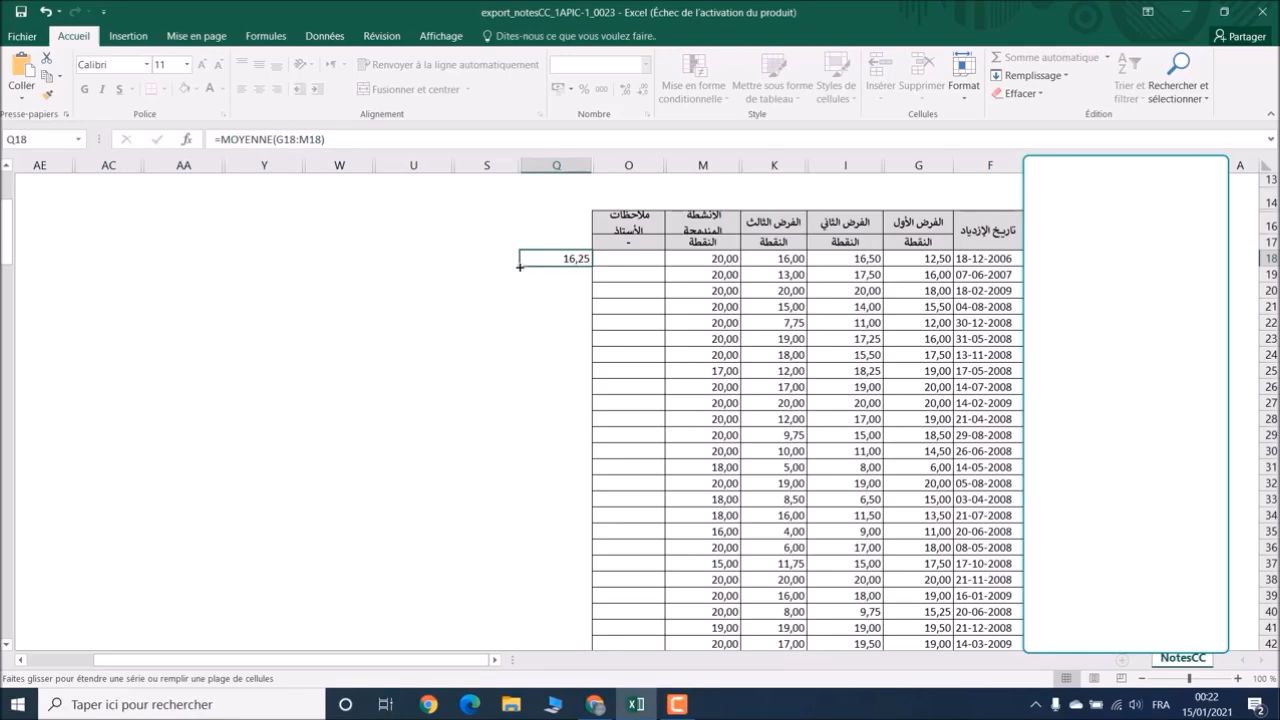 export_notesCC_1APIC-1_0023 - Excel (Échec de l'activation du produit)
Fichier Accueil Insertion Mise en page Formules Données Révision Affichage Dites-nous ce que vous voulez faire. Partager
Coller
Calibri 11
G I S
Renvoyer à la ligne automatiquement
Fusionner et centrer
% 000
Mise en forme conditionnelle
Mettre sous forme de tableau
Styles de cellules
Insérer
Supprimer
Format
Somme automatique
Remplissage
Effacer
Trier et filtrer
Rechercher et sélectionner
Presse-papiers Police Alignement Nombre Style Cellules Édition
Q18 fx =MOYENNE(G18:M18)
AE AC AA Y W U S Q O M K I G F A
13
14
ملاحظات الأستاذ الأنشطة المندمجة الفرض الثالث الفرض الثاني الفرض الأول تاريخ الإزدياد 16
- النقطة النقطة النقطة النقطة 17
16,25 20,00 16,00 16,50 12,50 18-12-2006 18
20,00 13,00 17,50 16,00 07-06-2007 19
20,00 20,00 20,00 18,00 18-02-2009 20
20,00 15,00 14,00 15,50 04-08-2008 21
20,00 7,75 11,00 12,00 30-12-2008 22
20,00 19,00 17,25 16,00 31-05-2008 23
20,00 18,00 15,50 17,50 13-11-2008 24
17,00 12,00 18,25 19,00 17-05-2008 25
20,00 17,00 19,00 20,00 14-07-2008 26
20,00 20,00 20,00 20,00 14-02-2009 27
20,00 12,00 17,00 19,00 21-04-2008 28
20,00 9,75 15,00 18,50 29-08-2008 29
20,00 10,00 11,00 14,50 26-06-2008 30
18,00 5,00 8,00 6,00 14-05-2008 31
20,00 19,00 19,00 20,00 05-08-2008 32
18,00 8,50 6,50 15,00 03-04-2008 33
18,00 16,00 11,50 13,50 21-07-2008 34
16,00 4,00 9,00 11,00 20-06-2008 35
20,00 6,00 17,00 18,00 08-05-2008 36
15,00 11,75 15,00 17,50 17-10-2008 37
20,00 20,00 20,00 20,00 21-11-2008 38
20,00 16,00 18,00 19,00 16-01-2009 39
20,00 8,00 9,75 15,25 20-06-2008 40
19,00 19,00 19,00 19,50 21-12-2008 41
20,00 17,00 19,50 19,00 14-03-2009 42
NotesCC
Faites glisser pour étendre une série ou remplir une plage de cellules
100 %
Taper ici pour rechercher
FRA
00:22
15/01/2021
2